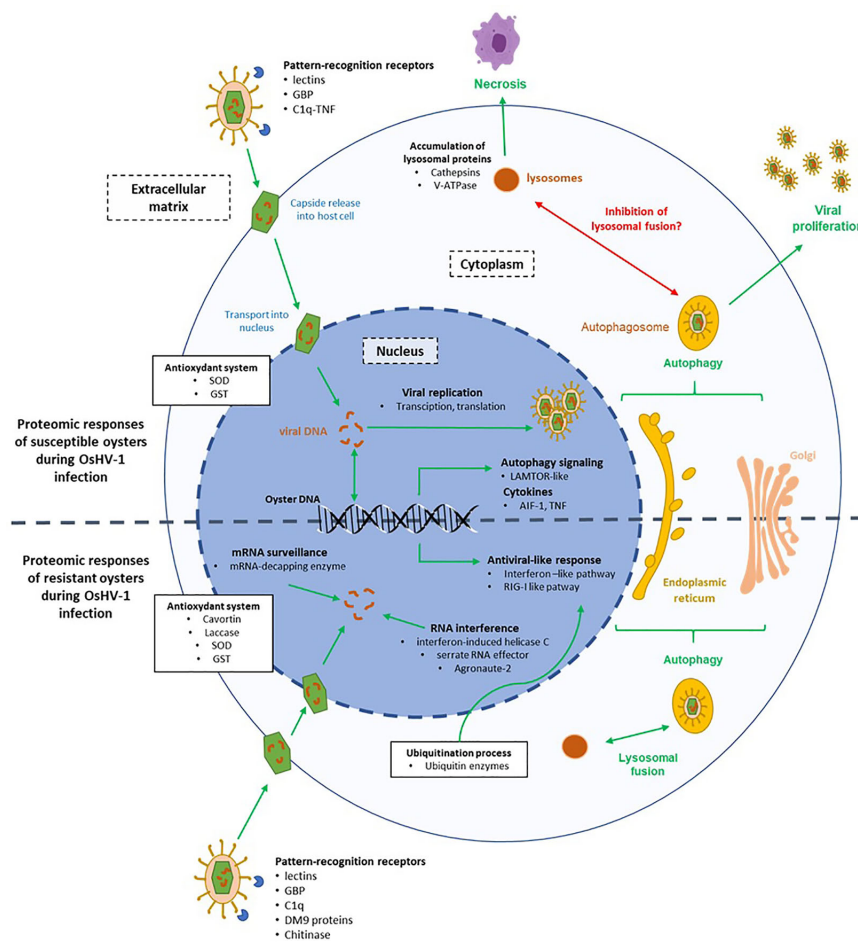 Pattern-recognition receptors
• lectins
• GBP
• C1q-TNF
Necrosis
Accumulation of
lysosomal proteins
• Cathepsins
• V-ATPase
lysosomes
Extracellular
matrix
Capside release
into host cell
Inhibition of
lysosomal fusion?
Viral
proliferation
Cytoplasm
Transport into
nucleus
Autophagosome
Autophagy
Nucleus
Antioxydant system
• SOD
• GST
Viral replication
• Transciption, translation
viral DNA
Proteomic responses
of susceptible oysters
during OsHV-1
infection
Autophagy signaling
• LAMTOR-like
Cytokines
• AIF-1, TNF
Oyster DNA
Golgi
Proteomic responses
of resistant oysters
during OsHV-1
infection
mRNA surveillance
• mRNA-decapping enzyme
Antiviral-like response
• Interferon –like pathway
• RIG-I like patway
Endoplasmic
reticum
Antioxydant system
• Cavortin
• Laccase
• SOD
• GST
RNA interference
• interferon-induced helicase C
• serrate RNA effector
• Agronaute-2
Autophagy
Ubiquitination process
• Ubiquitin enzymes
Lysosomal
fusion
Pattern-recognition receptors
• lectins
• GBP
• C1q
• DM9 proteins
• Chitinase